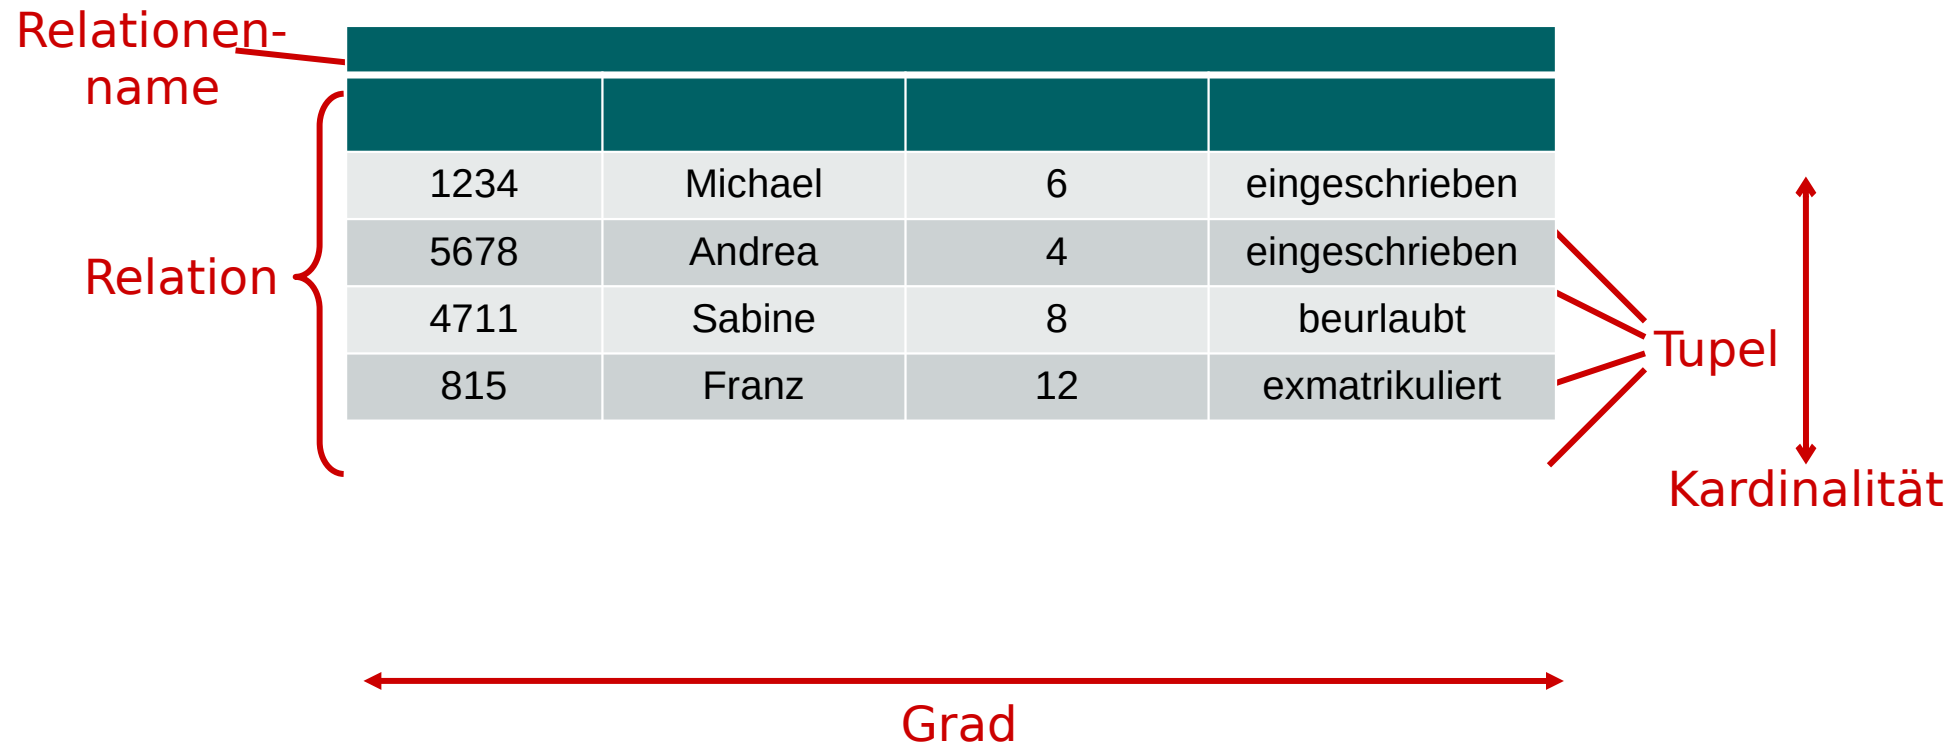 Relationen-
name
1234 Michael 6 eingeschrieben
5678 Andrea 4 eingeschrieben
Relation
4711 Sabine 8 beurlaubt
Tupel
815 Franz 12 exmatrikuliert
Kardinalität
Grad